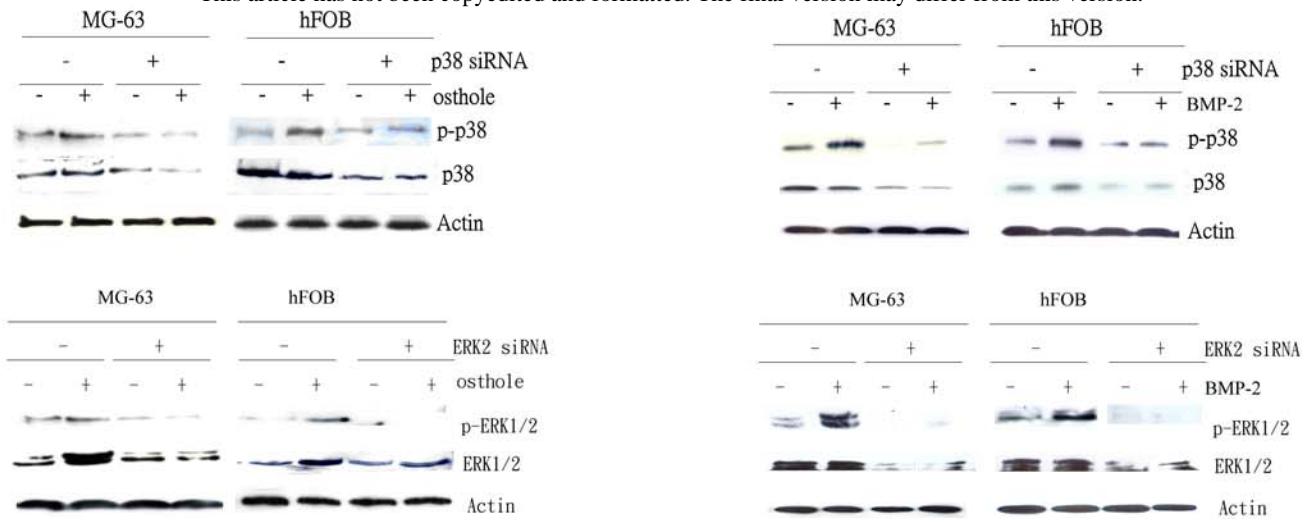 This article has not been copyedited and formatted. The final version may differ from this version.
MG-63 hFOB
- + - + p38 siRNA
- + - + - + - + osthole
p-p38
p38
Actin
MG-63 hFOB
- + - + p38 siRNA
- + - + - + - + BMP-2
p-p38
p38
Actin
MG-63 hFOB
- + - + ERK2 siRNA
- + - + - + - + osthole
p-ERK1/2
ERK1/2
Actin
MG-63 hFOB
- + - + ERK2 siRNA
- + - + - + - + BMP-2
p-ERK1/2
ERK1/2
Actin